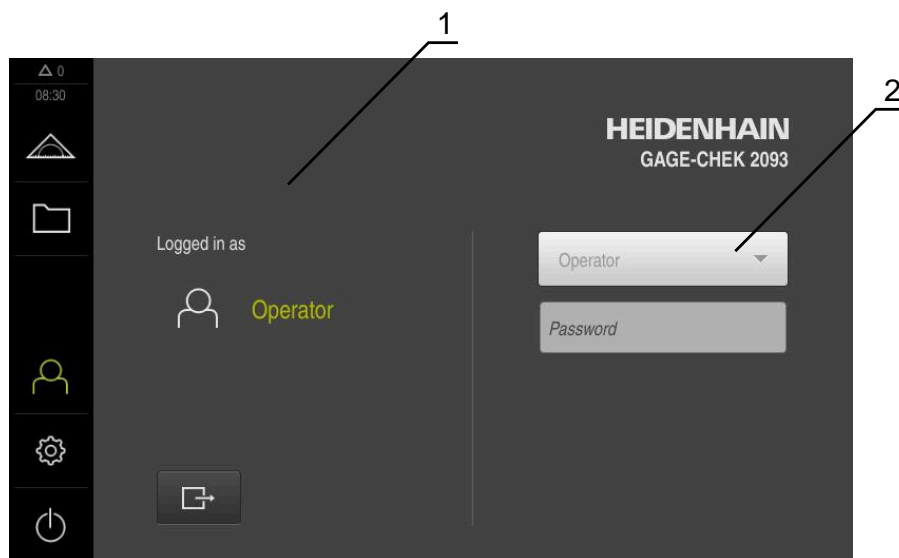 1
△ 0
08:30
2
HEIDENHAIN
GAGE-CHEK 2093
Logged in as
Operator
Operator
Password